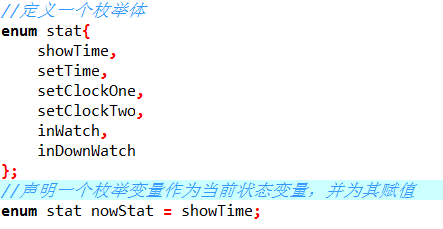 //定义一个枚举体
enum stat{
    showTime,
    setTime,
    setClockOne,
    setClockTwo,
    inWatch,
    inDownWatch
};
//声明一个枚举变量作为当前状态变量，并为其赋值
enum stat nowStat = showTime;